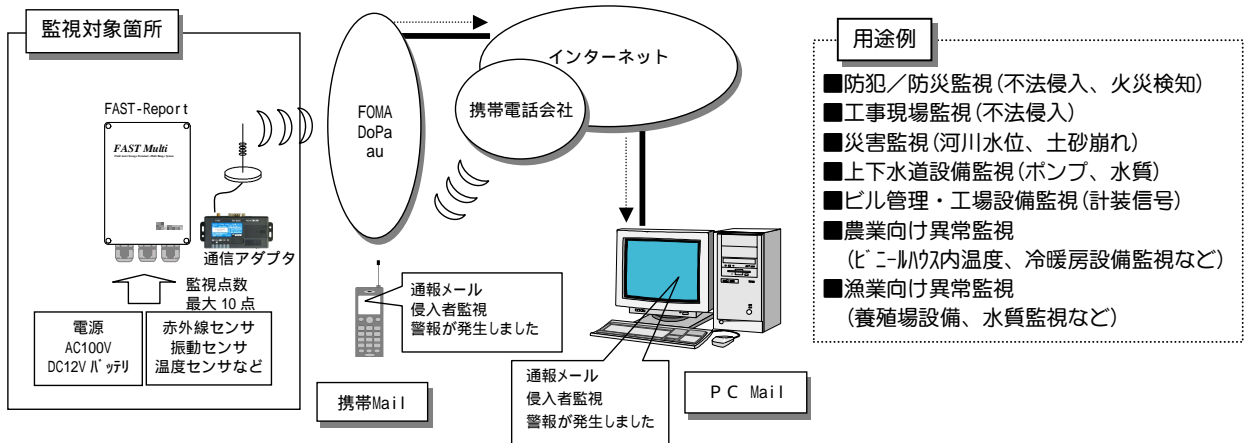 監視対象箇所
FAST-Report
FAST Multi
通信アダプタ
監視点数
最大 10 点
電源
AC100V
DC12V バッテリ
赤外線センサ
振動センサ
温度センサなど
FOMA
DoPa
au
インターネット
携帯電話会社
通報メール
侵入者監視
警報が発生しました
携帯Mail
通報メール
侵入者監視
警報が発生しました
ＰＣ Mail
用途例
■防犯／防災監視(不法侵入、火災検知)
■工事現場監視(不法侵入)
■災害監視(河川水位、土砂崩れ)
■上下水道設備監視(ポンプ、水質)
■ビル管理・工場設備監視(計装信号)
■農業向け異常監視
(ビニールハウス内温度、冷暖房設備監視など)
■漁業向け異常監視
(養殖場設備、水質監視など)